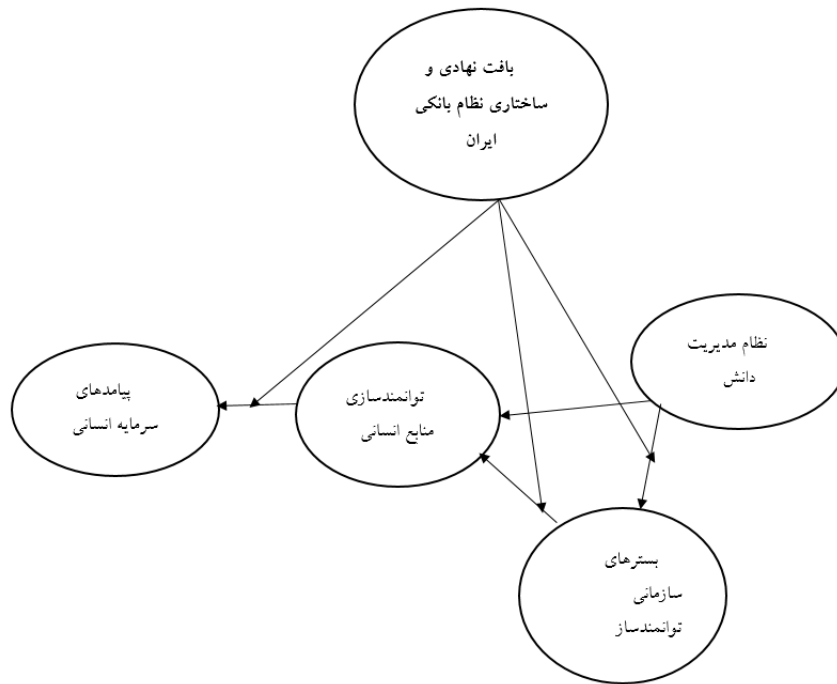 بافت نهادی و
ساختاری نظام بانکی
ایران
نظام مدیریت
دانش
توانمندسازی
منابع انسانی
پیامدهای
سرمایه انسانی
بسترهای
سازمانی
توانمندساز